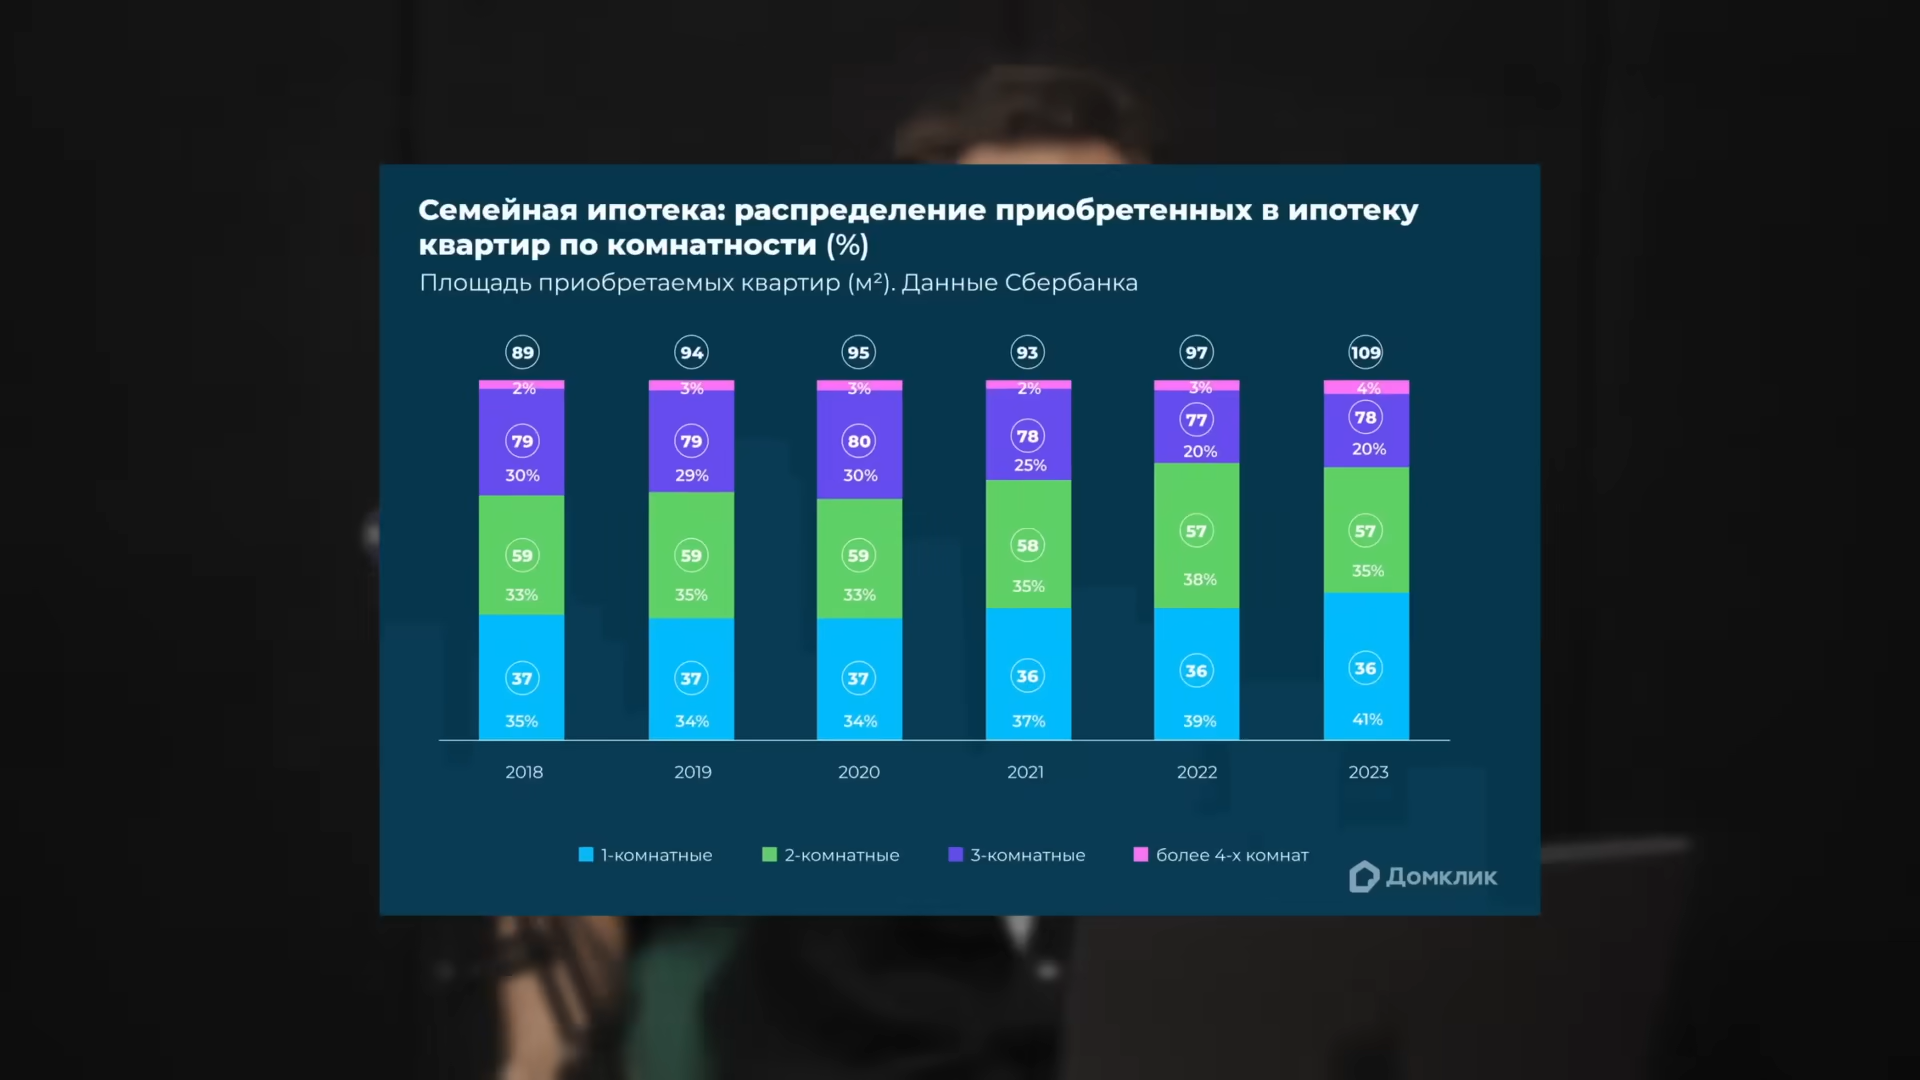 Семейная ипотека: распределение приобретенных в ипотеку
квартир по комнатности (%)
Площадь приобретаемых квартир (м²). Данные Сбербанка
89 94 95 93 97 109
2% 3% 3% 2% 3% 4%
79 79 80 78 77 78
30% 29% 30% 25% 20% 20%
59 59 59 58 57 57
33% 35% 33% 35% 38% 35%
37 37 37 36 36 36
35% 34% 34% 37% 39% 41%
2018 2019 2020 2021 2022 2023
1-комнатные 2-комнатные 3-комнатные более 4-х комнат
Домклик